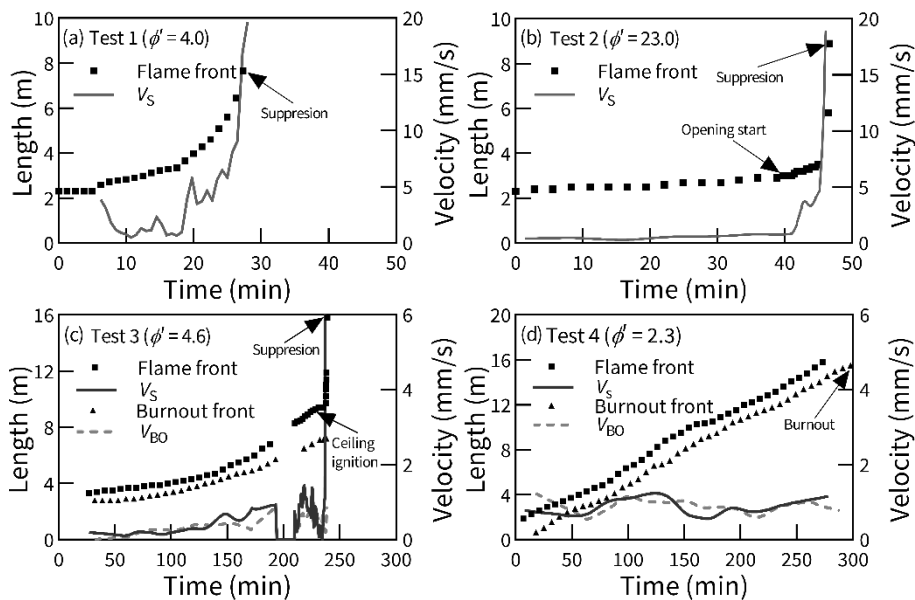 (a) Test 1 (ϕ' = 4.0)
Flame front
V_S
Suppresion
Length (m)
10
8
6
4
2
0
Velocity (mm/s)
20
15
10
5
0
0 10 20 30 40 50
Time (min)
(b) Test 2 (ϕ' = 23.0)
Flame front
V_S
Suppresion
Opening start
Length (m)
10
8
6
4
2
0
Velocity (mm/s)
20
15
10
5
0
0 10 20 30 40 50
Time (min)
(c) Test 3 (ϕ' = 4.6)
Suppresion
Flame front
V_S
Burnout front
V_BO
Ceiling
ignition
Length (m)
16
12
8
4
0
Velocity (mm/s)
6
4
2
0
0 50 100 150 200 250 300
Time (min)
(d) Test 4 (ϕ' = 2.3)
Flame front
V_S
Burnout front
V_BO
Burnout
Length (m)
20
16
12
8
4
0
Velocity (mm/s)
6
4
2
0
0 50 100 150 200 250 300
Time (min)